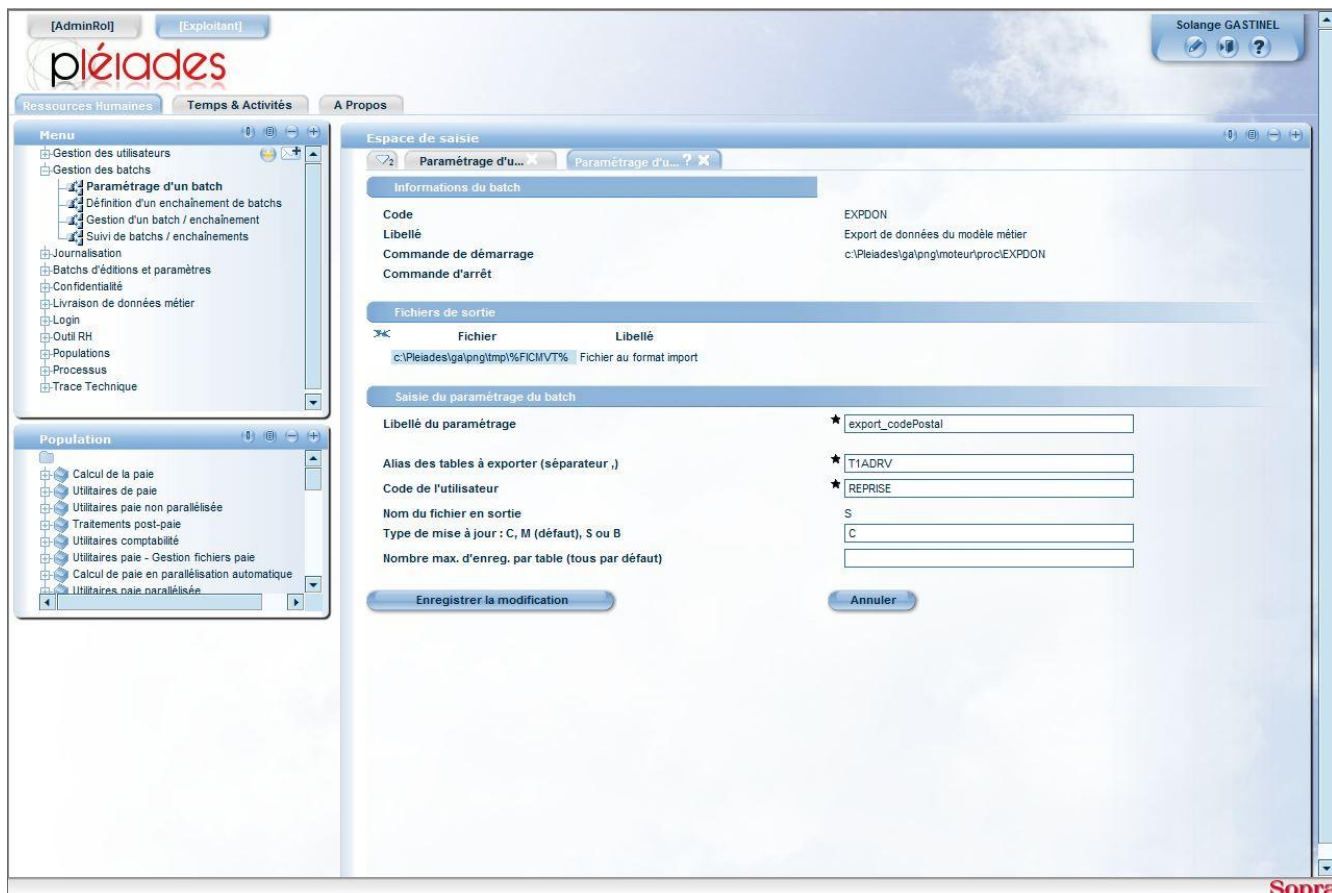 [AdminRol] [Exploitant]
Solange GASTINEL
pléiades
Ressources Humaines Temps & Activités A Propos
Menu
Gestion des utilisateurs
Gestion des batchs
Paramétrage d'un batch
Définition d'un enchaînement de batchs
Gestion d'un batch / enchaînement
Suivi de batchs / enchaînements
Journalisation
Batchs d'éditions et paramètres
Confidentialité
Livraison de données métier
Login
Outil RH
Populations
Processus
Trace Technique
Population
Calcul de la paie
Utilitaires de paie
Utilitaires paie non parallélisée
Traitements post-paie
Utilitaires comptabilité
Utilitaires paie - Gestion fichiers paie
Calcul de paie en parallélisation automatique
Utilitaires paie parallélisée
Espace de saisie
2 Paramétrage d'u... Paramétrage d'u... ?
Informations du batch
Code EXPDON
Libellé Export de données du modèle métier
Commande de démarrage c:\Pleiades\ga\png\moteur\proc\EXPDON
Commande d'arrêt
Fichiers de sortie
Fichier Libellé
c:\Pleiades\ga\png\tmp\%FICMVT% Fichier au format import
Saisie du paramétrage du batch
Libellé du paramétrage export_codePostal
Alias des tables à exporter (séparateur ,) T1ADRV
Code de l'utilisateur REPRISE
Nom du fichier en sortie S
Type de mise à jour : C, M (défaut), S ou B C
Nombre max. d'enreg. par table (tous par défaut)
Enregistrer la modification Annuler
Sopra